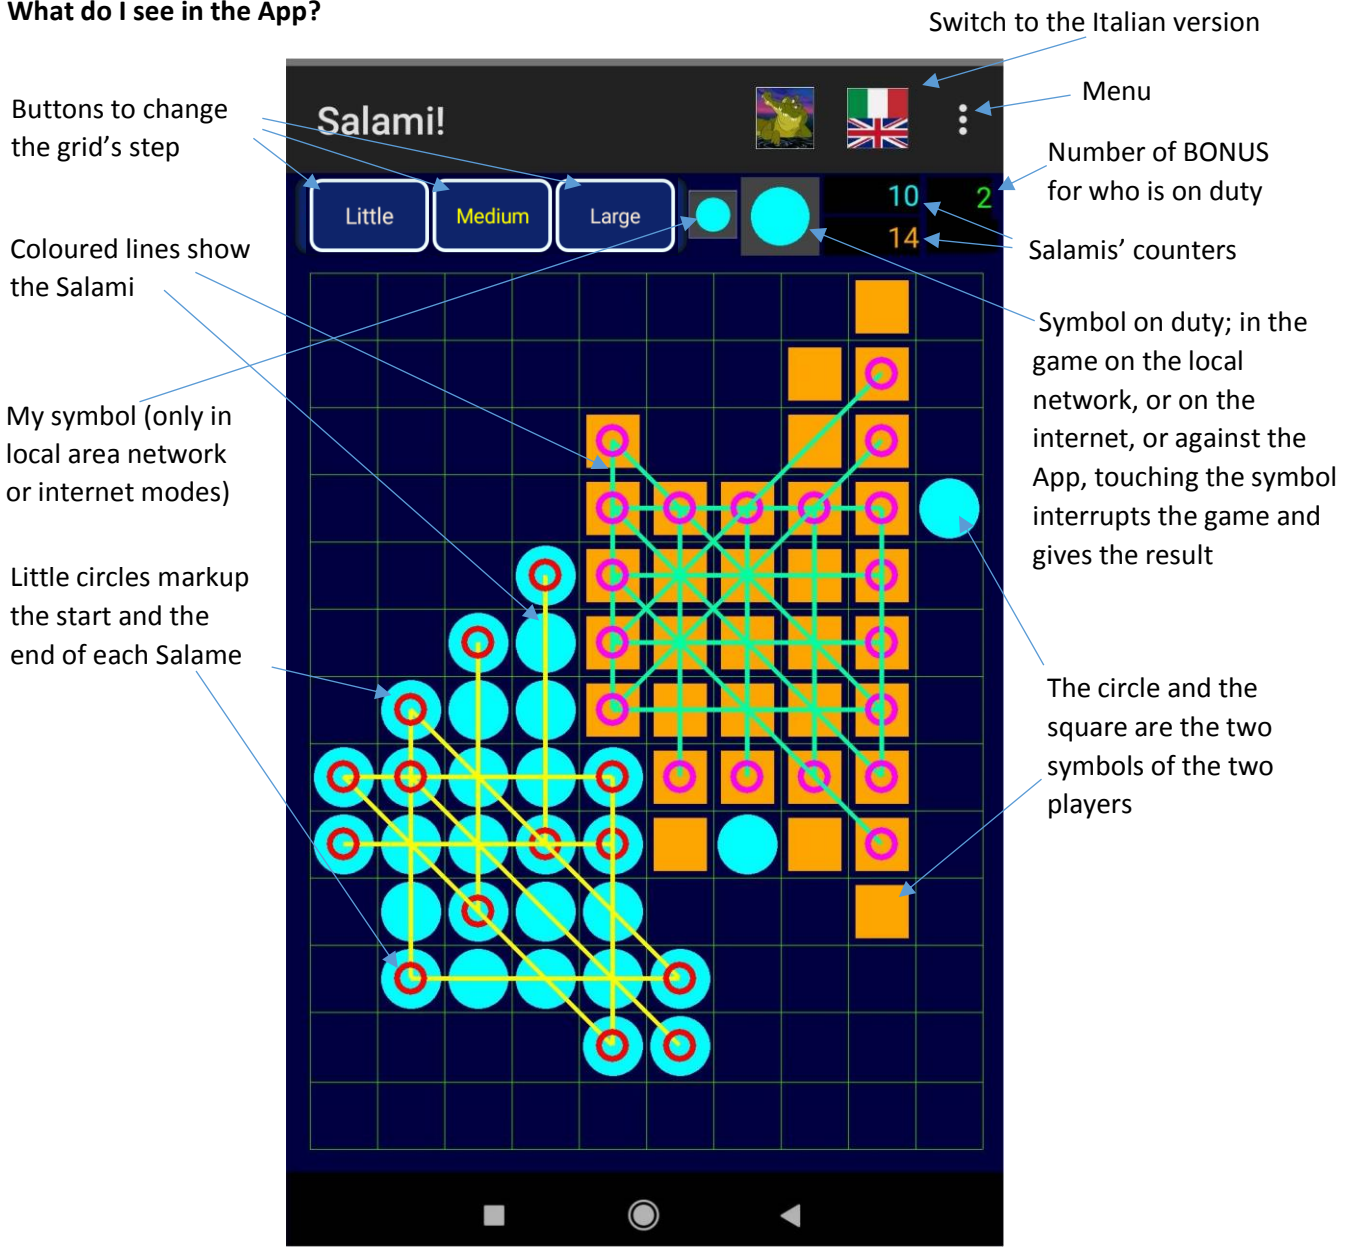 What do I see in the App?
Switch to the Italian version
Menu
Buttons to change
the grid's step
Salami!
Number of BONUS
for who is on duty
Little
Medium
Large
10
2
14
Salamis' counters
Coloured lines show
the Salami
Symbol on duty; in the
game on the local
network, or on the
internet, or against the
App, touching the symbol
interrupts the game and
gives the result
My symbol (only in
local area network
or internet modes)
Little circles markup
the start and the
end of each Salame
The circle and the
square are the two
symbols of the two
players